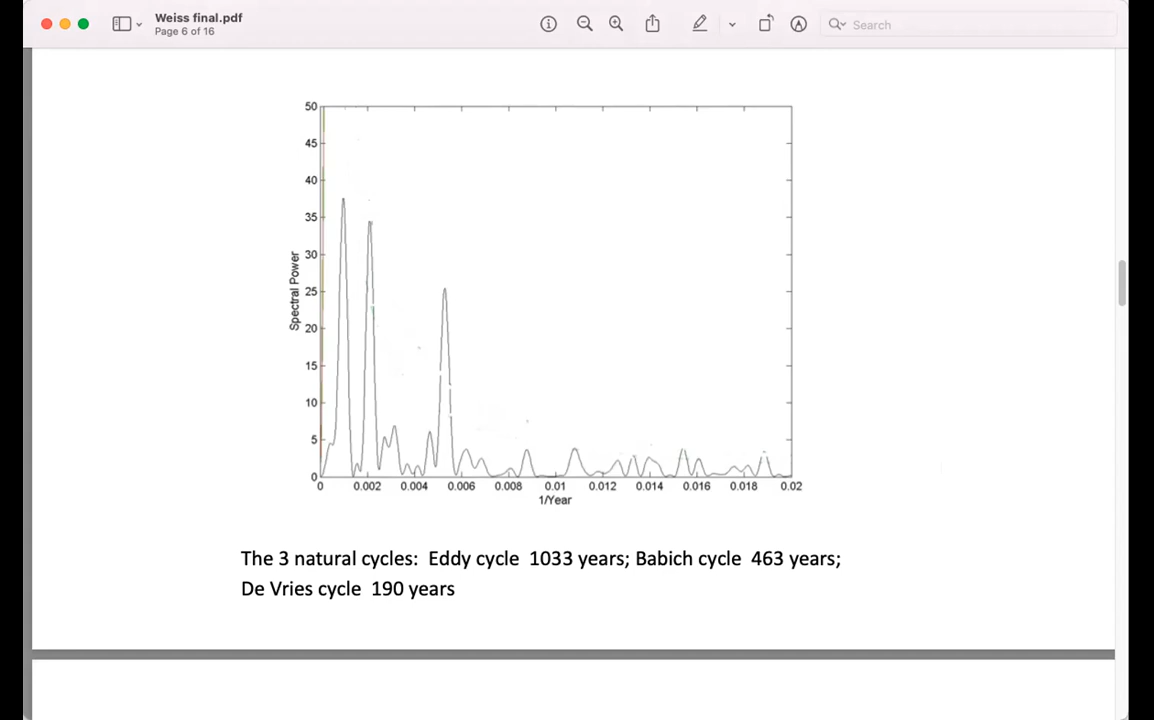 Weiss final.pdf
Page 6 of 16
Search
50
45
40
35
30
25
20
15
10
5
0
Spectral Power
0 0.002 0.004 0.006 0.008 0.01 0.012 0.014 0.016 0.018 0.02
1/Year
The 3 natural cycles: Eddy cycle 1033 years; Babich cycle 463 years;
De Vries cycle 190 years